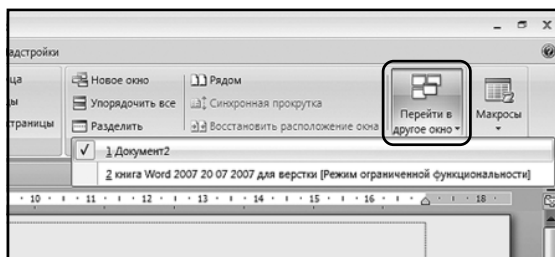 адстройки
ца
Новое окно
Рядом
ы
Упорядочить все
Синхронная прокрутка
Перейти в другое окно
Макросы
траницы
Разделить
Восстановить расположение окна
1 Документ2
2 книга Word 2007 20 07 2007 для верстки [Режим ограниченной функциональности]
10 11 12 13 14 15 16 18